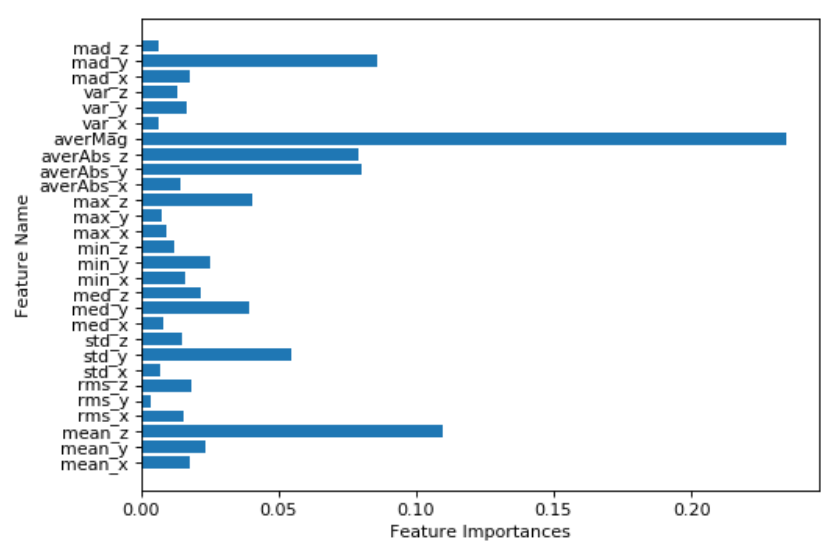 mad_z
mad_y
mad_x
var_z
var_y
var_x
averMag
averAbs_z
averAbs_y
averAbs_x
max_z
max_y
max_x
min_z
min_y
min_x
med_z
med_y
med_x
std_z
std_y
std_x
rms_z
rms_y
rms_x
mean_z
mean_y
mean_x
Feature Name
0.00 0.05 0.10 0.15 0.20
Feature Importances